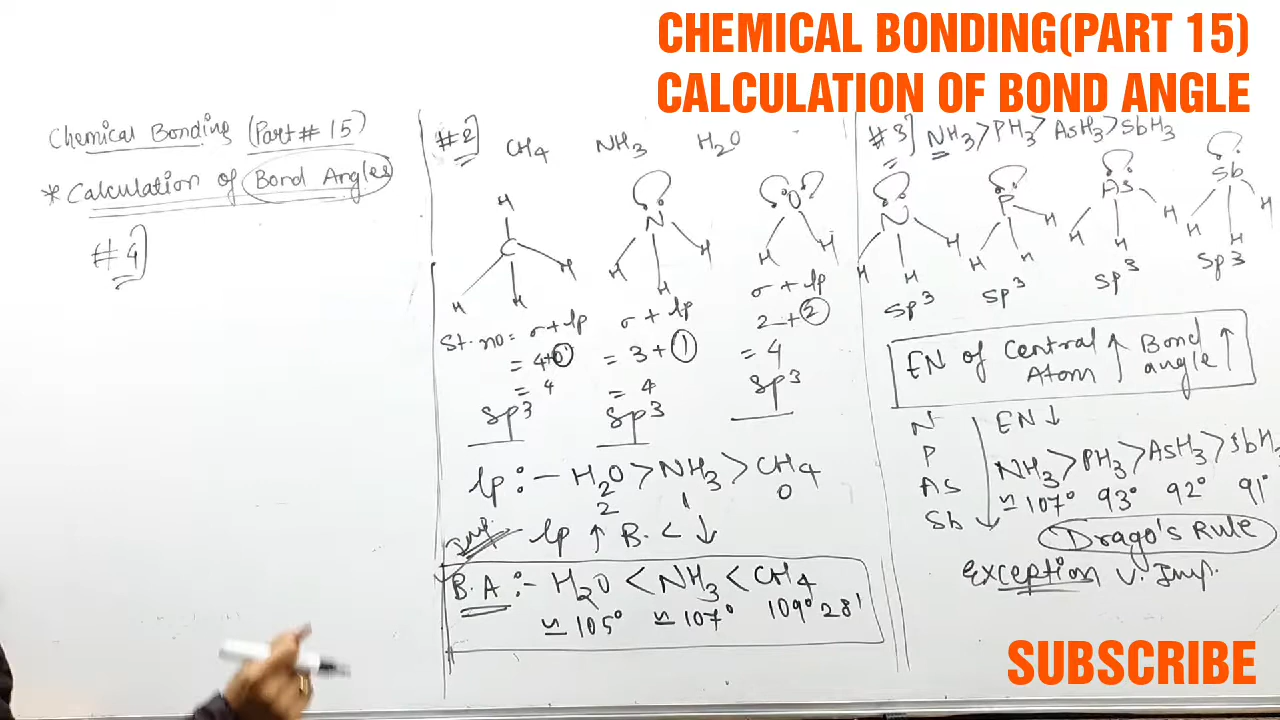 CHEMICAL BONDING(PART 15)
CALCULATION OF BOND ANGLE
Chemical Bonding (Part # 15)
* Calculation of Bond Angles
# 4]
# 2]
CH4 NH3 H2O
H
C
H H H
N
H H H
O
H H
St. no = σ + lp
= 4+0
= 4
Sp3
σ + lp
= 3 + 1
= 4
Sp3
σ + lp
2 + 2
= 4
Sp3
lp :- H2O > NH3 > CH4
2 1 0
Imp. lp ↑ B. < ↓
B.A :- H2O < NH3 < CH4
≃ 105° ≃ 107° 109° 28'
# 3] NH3 > PH3 > AsH3 > SbH3
N
H H H
Sp3
P
H H H
Sp3
As
H H H
Sp3
Sb
H H H
Sp3
EN of Central Atom ↑ Bond angle ↑
N
P
As
Sb
EN ↓
NH3 > PH3 > AsH3 > SbH3
≃ 107° 93° 92° 91°
Drago's Rule
Exception V. Imp.
SUBSCRIBE